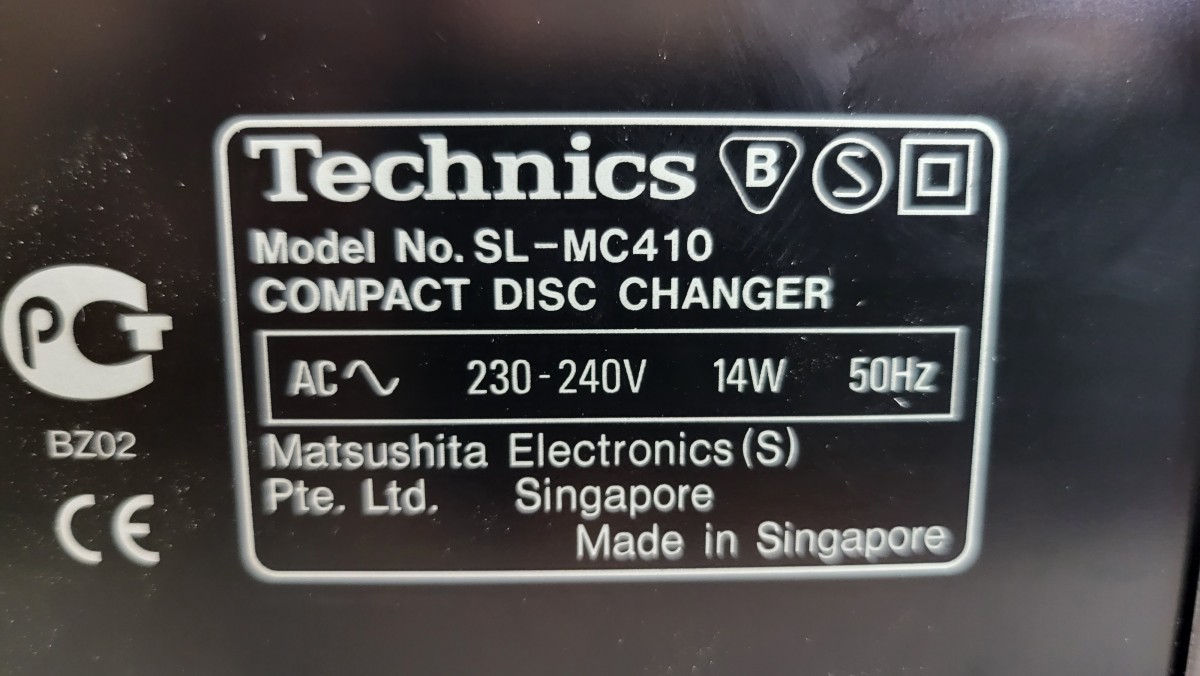 Technics B S
Model No. SL-MC410
COMPACT DISC CHANGER
AC 230-240V 14W 50Hz
Matsushita Electronics (S)
Pte. Ltd. Singapore
Made in Singapore
РСТ
BZ02
CE